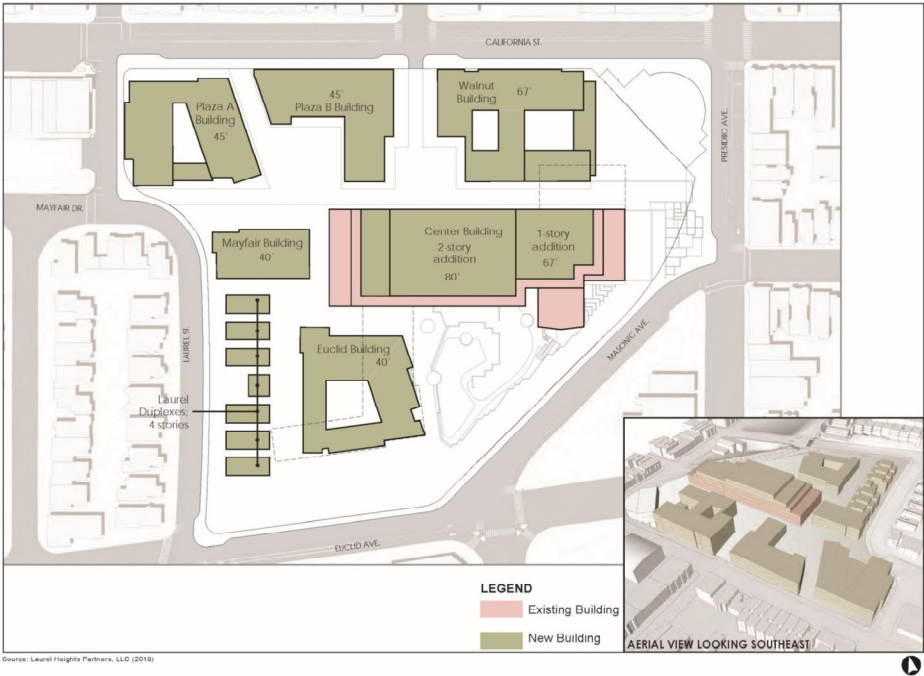 CALIFORNIA ST.
Plaza A
Building
45'
45'
Plaza B Building
Walnut
Building
67'
PRESIDIO AVE.
MAYFAIR DR.
Mayfair Building
40'
Center Building
2-story
addition
80'
1-story
addition
67'
LAUREL ST.
Euclid Building
40'
MASONIC AVE.
Laurel
Duplexes;
4 stories
EUCLID AVE.
LEGEND
Existing Building
New Building
AERIAL VIEW LOOKING SOUTHEAST
Source: Laurel Heights Partners, LLC (2018)